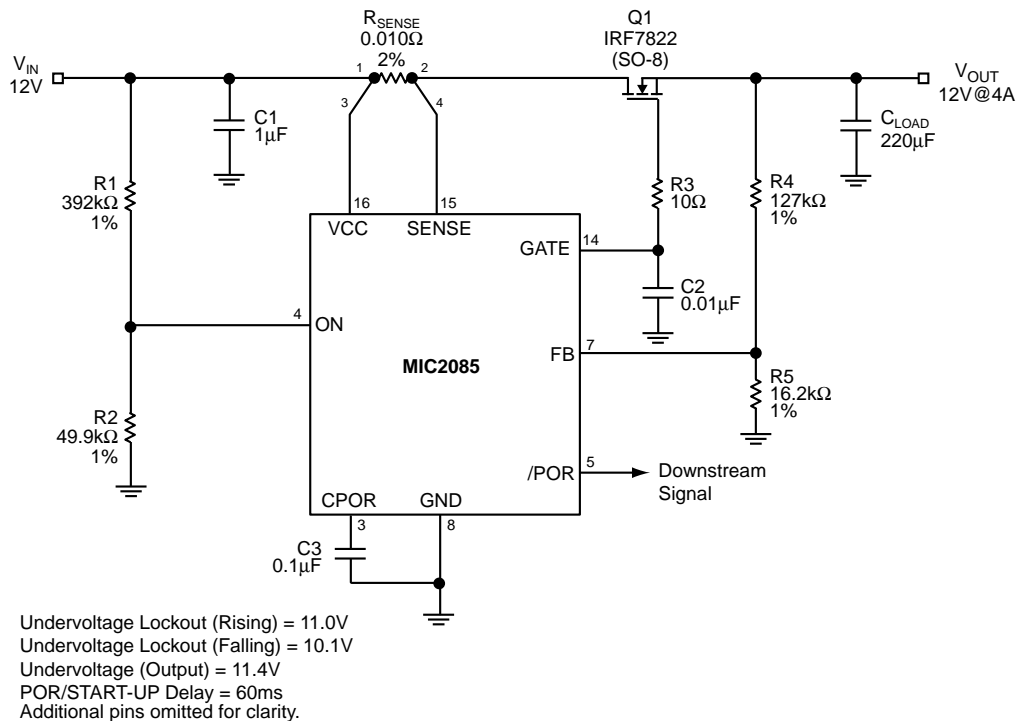 R_SENSE
0.010Ω
2%
Q1
IRF7822
(SO-8)
V_IN
12V
1
2
3
4
V_OUT
12V@4A
C1
1µF
C_LOAD
220µF
R1
392kΩ
1%
R3
10Ω
R4
127kΩ
1%
16
15
VCC
SENSE
GATE
14
C2
0.01µF
4
ON
MIC2085
FB
7
R5
16.2kΩ
1%
R2
49.9kΩ
1%
/POR
5
Downstream
Signal
CPOR
GND
3
8
C3
0.1µF
Undervoltage Lockout (Rising) = 11.0V
Undervoltage Lockout (Falling) = 10.1V
Undervoltage (Output) = 11.4V
POR/START-UP Delay = 60ms
Additional pins omitted for clarity.